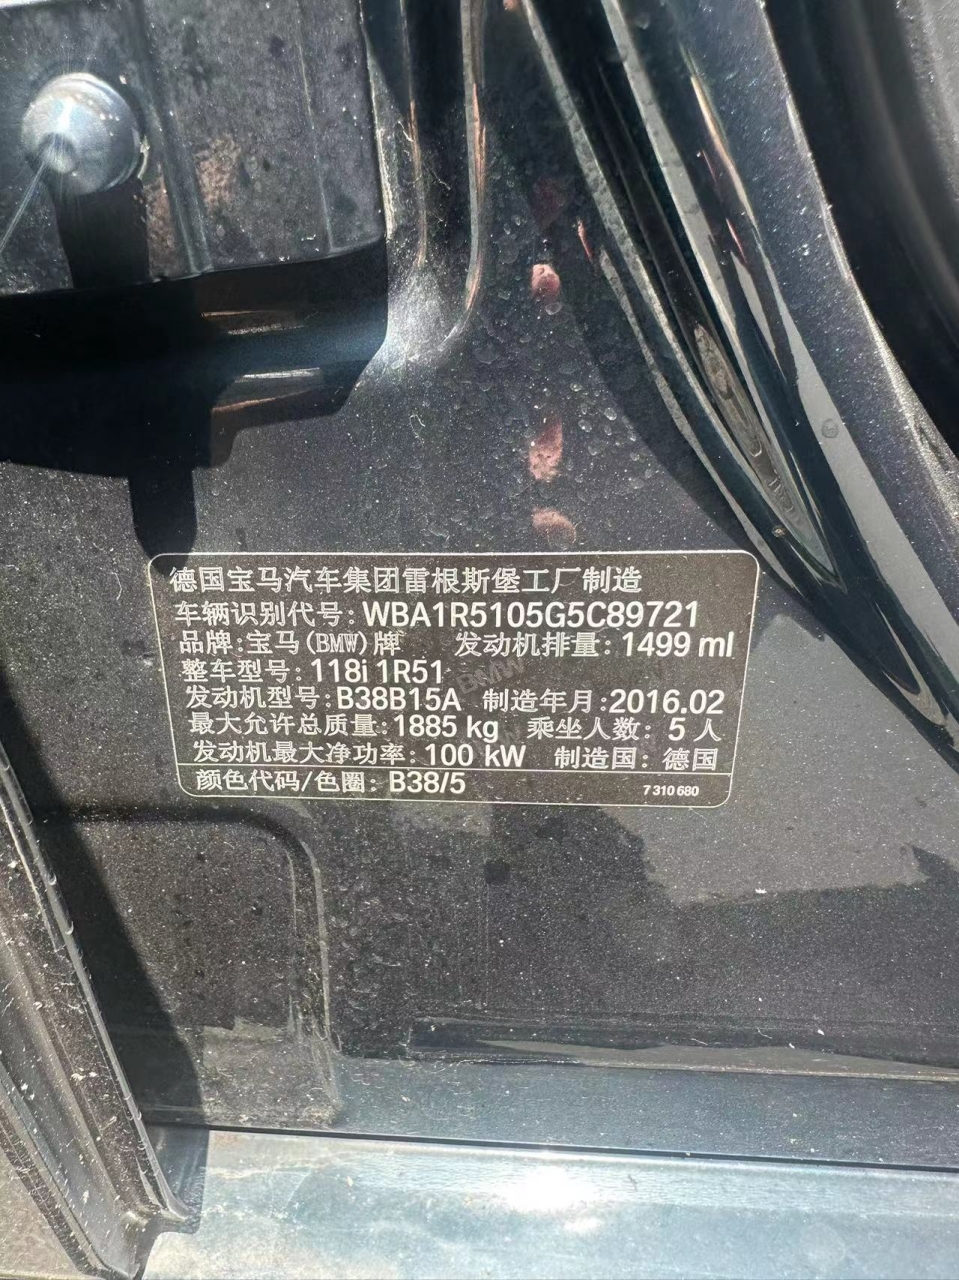 德国宝马汽车集团雷根斯堡工厂制造
车辆识别代号: WBA1R5105G5C89721
品牌:宝马(BMW)牌 发动机排量: 1499 ml
整车型号: 118i 1R51
发动机型号: B38B15A 制造年月:2016.02
最大允许总质量: 1885 kg 乘坐人数: 5 人
发动机最大净功率: 100 kW 制造国: 德国
颜色代码/色圈: B38/5 7 310 680
BMW